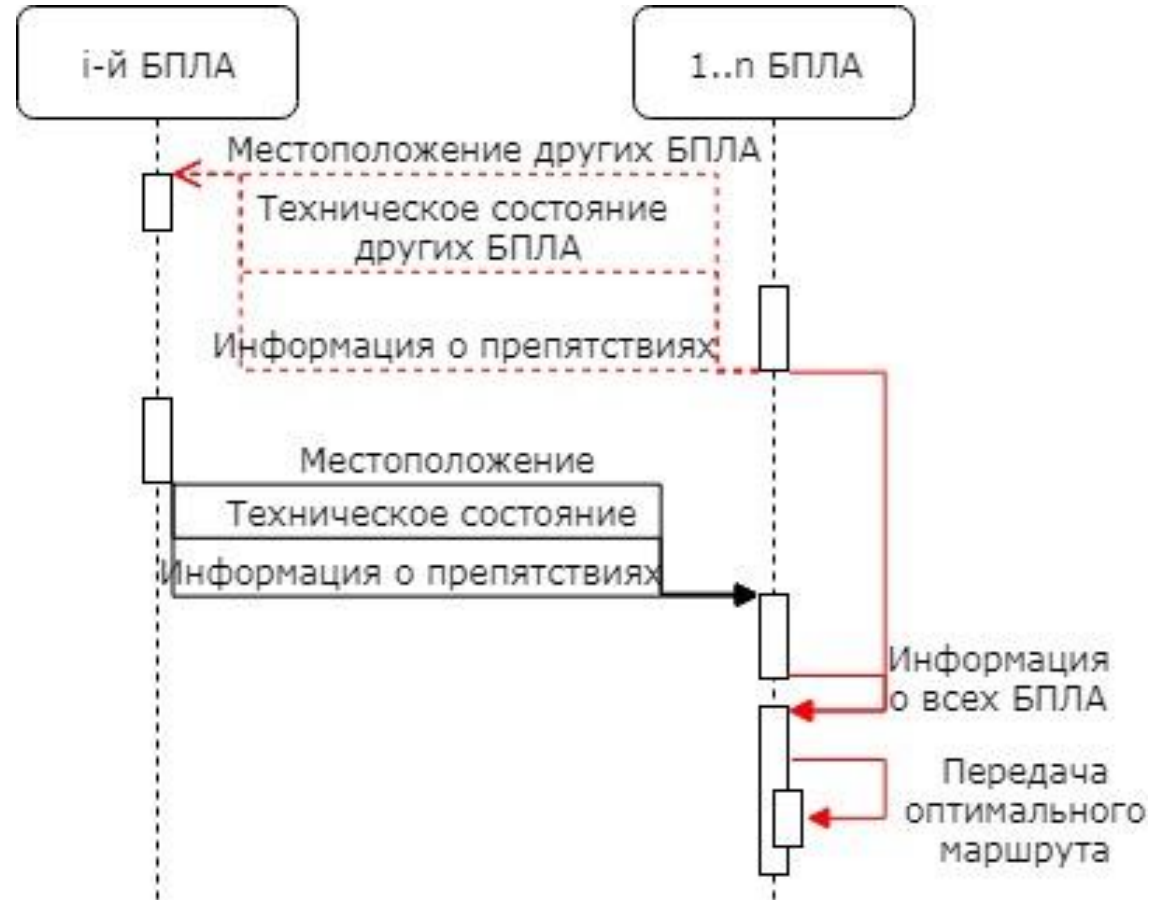 i-й БПЛА
1..n БПЛА
Местоположение других БПЛА
Техническое состояние
других БПЛА
Информация о препятствиях
Местоположение
Техническое состояние
Информация о препятствиях
Информация
о всех БПЛА
Передача
оптимального
маршрута